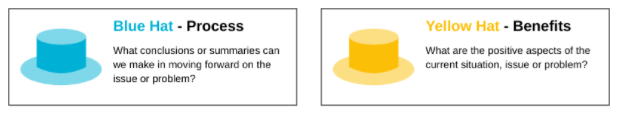 Blue Hat - Process
What conclusions or summaries can
we make in moving forward on the
issue or problem?
Yellow Hat - Benefits
What are the positive aspects of the
current situation, issue or problem?